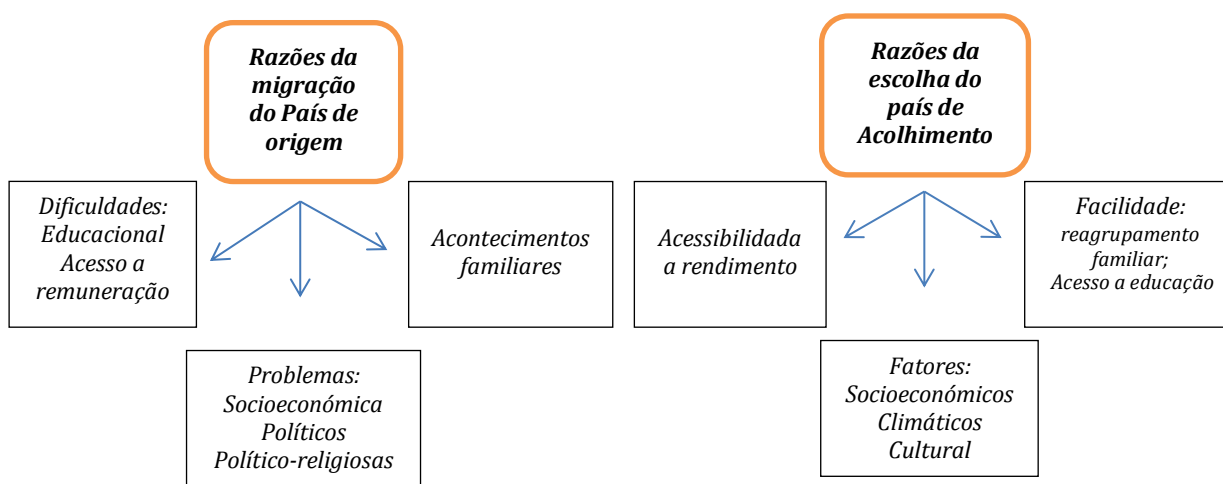 Razões da
migração
do País de
origem
Dificuldades:
Educacional
Acesso a
remuneração
Acontecimentos
familiares
Problemas:
Socioeconómica
Políticos
Político-religiosas
Razões da
escolha do
país de
Acolhimento
Acessibilidada
a rendimento
Facilidade:
reagrupamento
familiar;
Acesso a educação
Fatores:
Socioeconómicos
Climáticos
Cultural